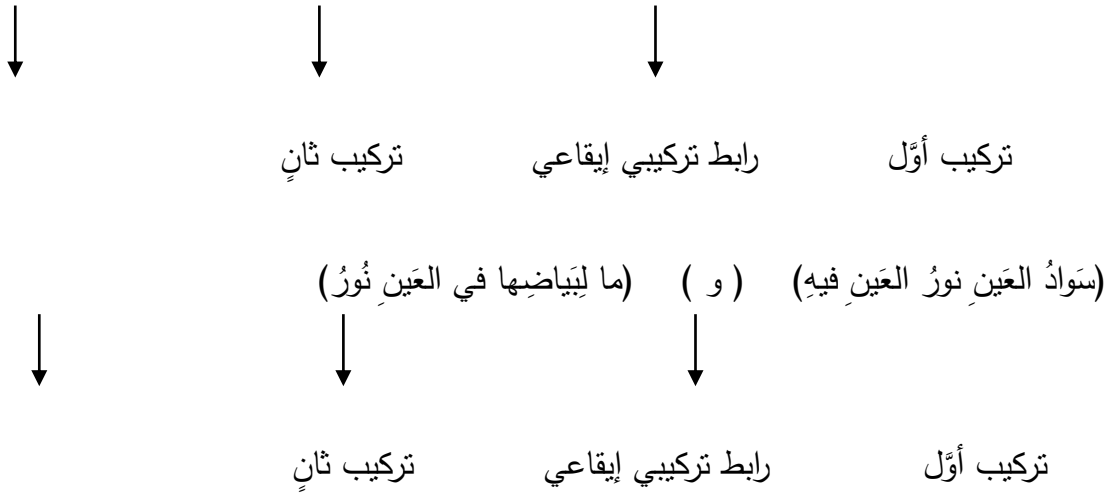 تركيب أوَّل رابط تركيبي إيقاعي تركيب ثانٍ
(سَوادُ العَينِ نورُ العَينِ فيهِ) ( و ) (ما لِبَياضِها في العَينِ نُورُ)
تركيب أوَّل رابط تركيبي إيقاعي تركيب ثانٍ